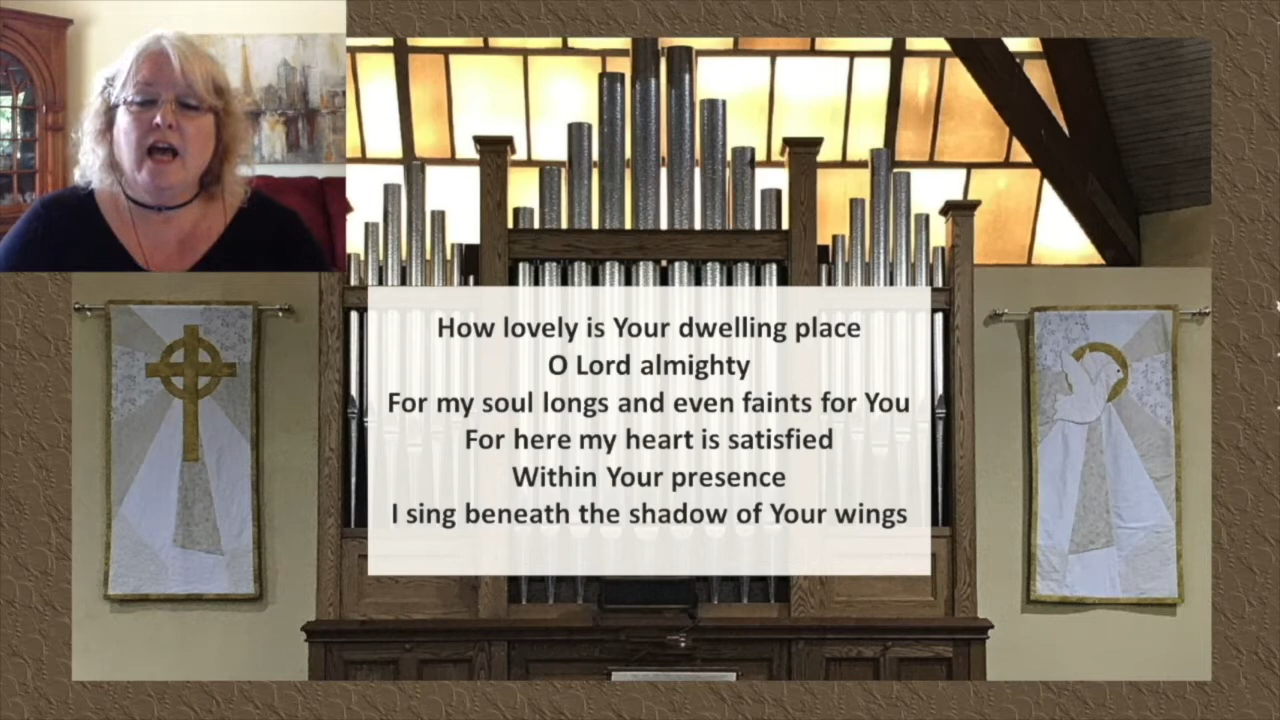 How lovely is Your dwelling place
O Lord almighty
For my soul longs and even faints for You
For here my heart is satisfied
Within Your presence
I sing beneath the shadow of Your wings